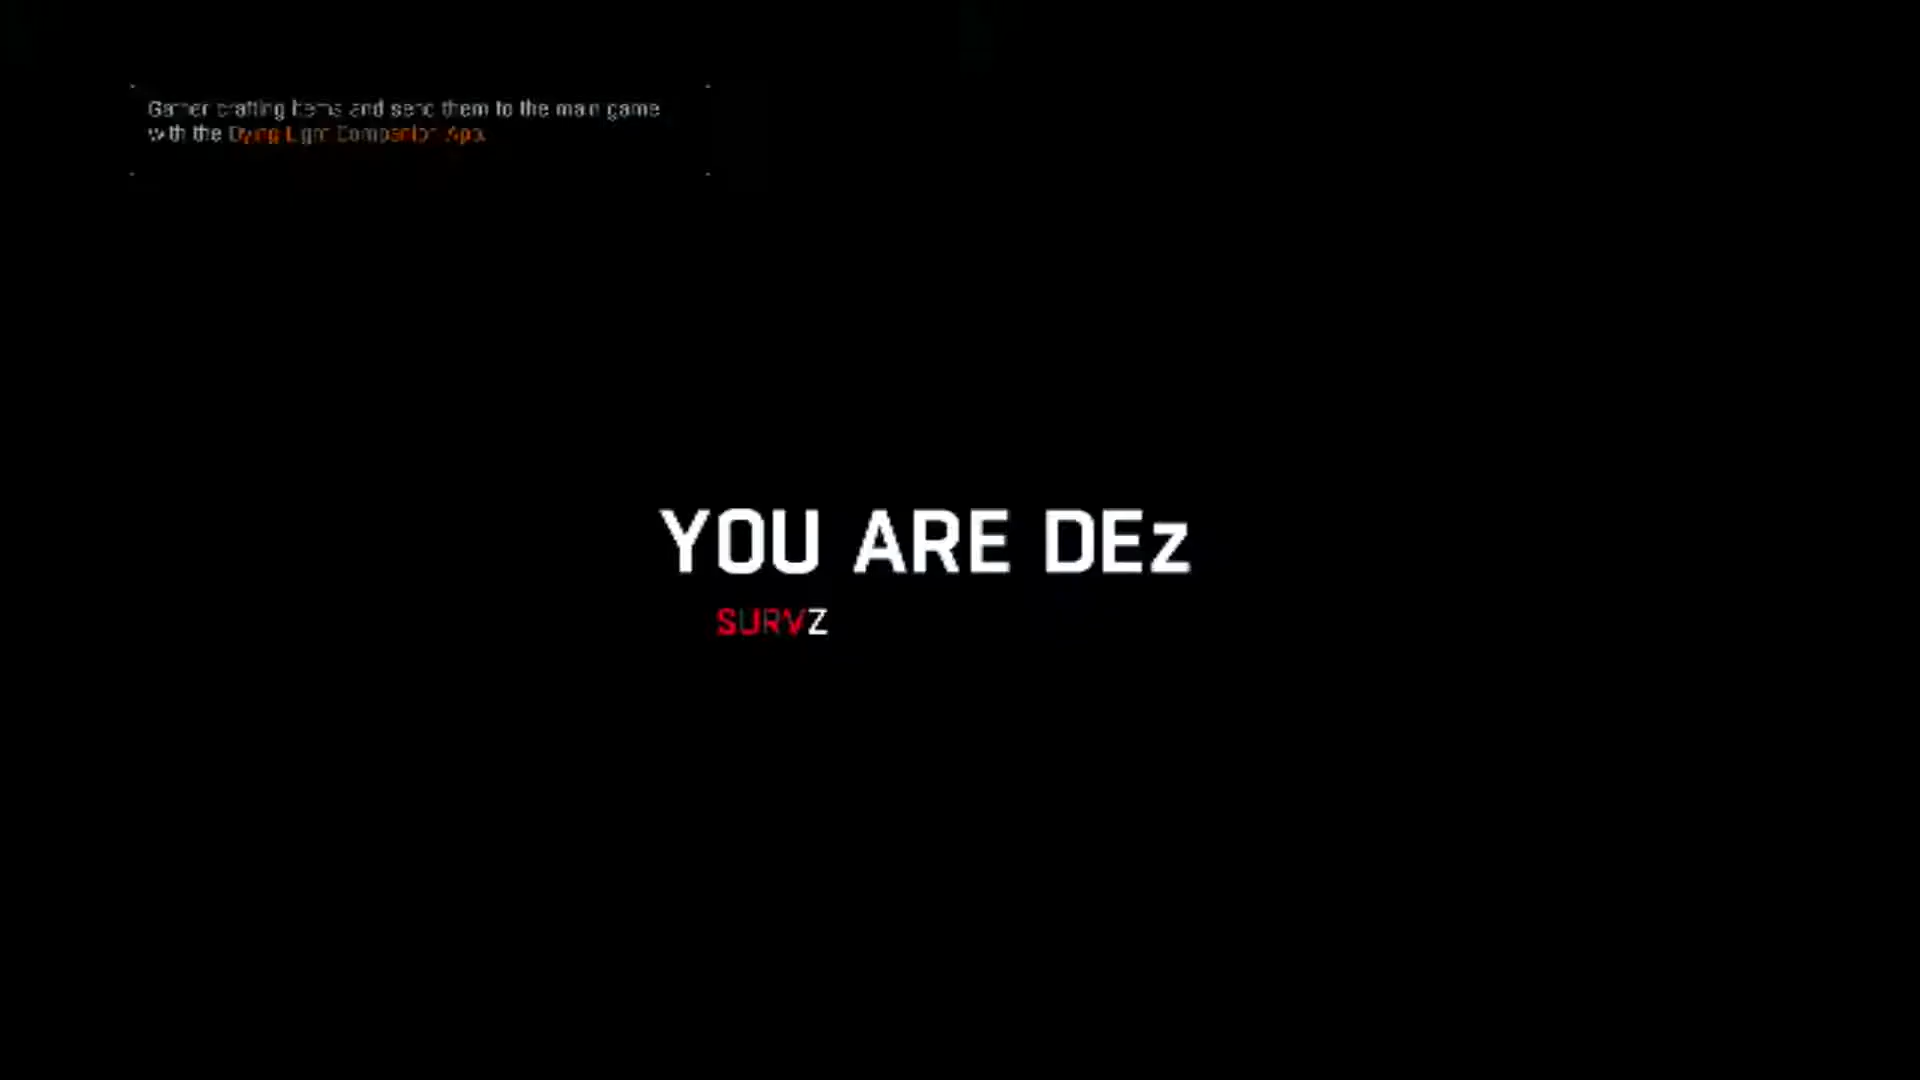 Gather crafting items and send them to the main game
with the Dying Light Companion App.
YOU ARE DEz
SURVZ